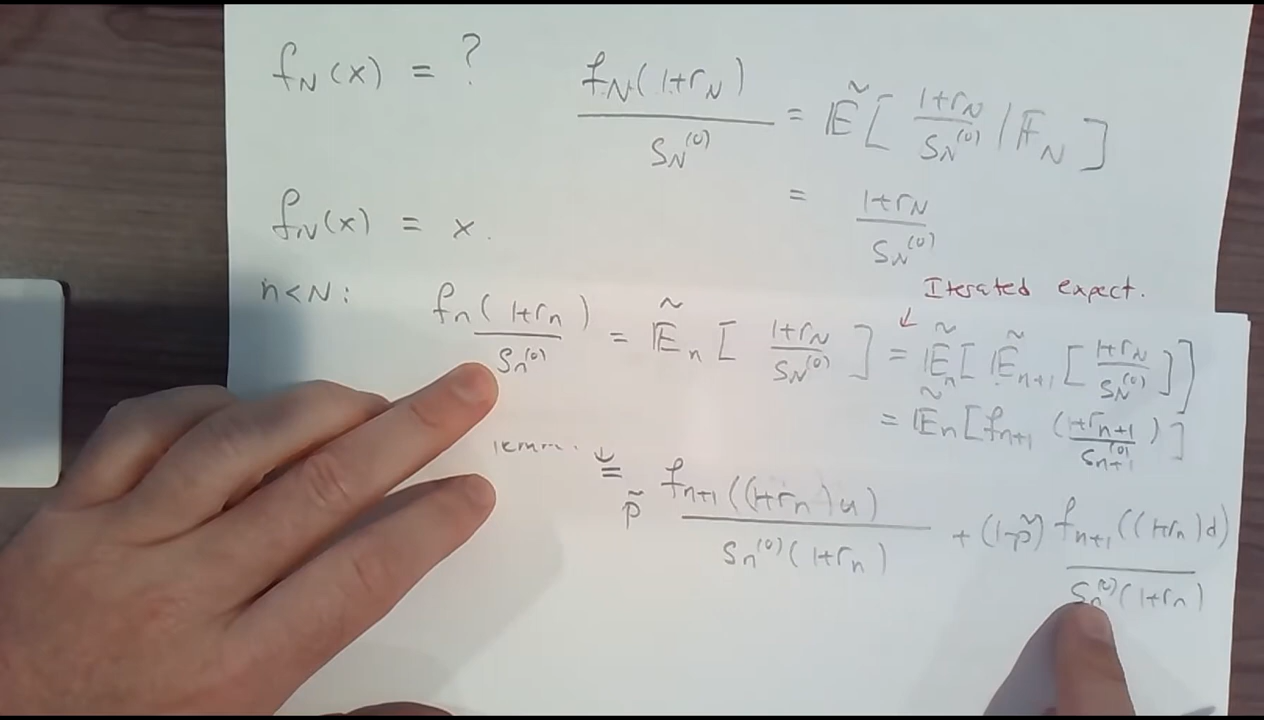 f_N(x) = ?
f_N(1+r_N) / S_N^(0) = Ẽ[ (1+r_N) / S_N^(0) | F_N ]
= (1+r_N) / S_N^(0)
f_N(x) = x.
Iterated expect.
n<N: f_n(1+r_n) / S_n^(0) = Ẽ_n[ (1+r_N) / S_N^(0) ] = Ẽ_n[ Ẽ_{n+1}[ (1+r_N) / S_N^(0) ] ]
= Ẽ_n[ f_{n+1} ( (1+r_{n+1}) / S_{n+1}^(0) ) ]
= p̃ f_{n+1}((1+r_n)u) / S_n^(0)(1+r_n) + (1-p̃) f_{n+1}((1+r_n)d) / S_n^(0)(1+r_n)